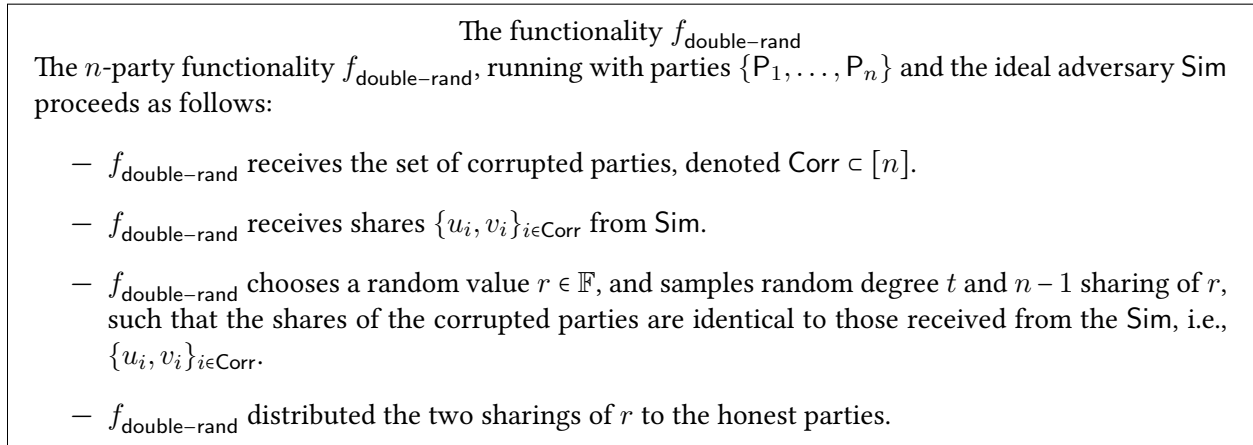 The functionality f_double−rand
The n-party functionality f_double−rand, running with parties {P_1, . . . , P_n} and the ideal adversary Sim
proceeds as follows:
− f_double−rand receives the set of corrupted parties, denoted Corr ⊂ [n].
− f_double−rand receives shares {u_i, v_i}_i∈Corr from Sim.
− f_double−rand chooses a random value r ∈ 𝔽, and samples random degree t and n − 1 sharing of r,
such that the shares of the corrupted parties are identical to those received from the Sim, i.e.,
{u_i, v_i}_i∈Corr.
− f_double−rand distributed the two sharings of r to the honest parties.